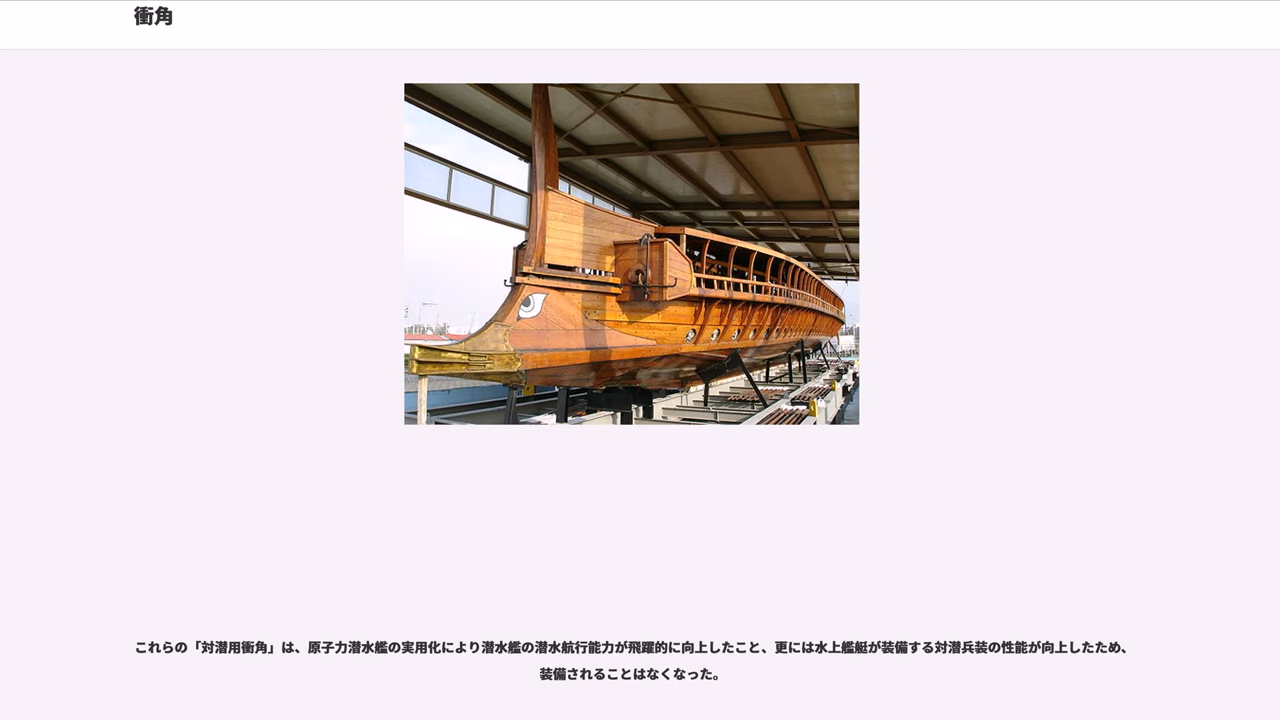 衝角
これらの「対潜用衝角」は、原子力潜水艦の実用化により潜水艦の潜水航行能力が飛躍的に向上したこと、更には水上艦艇が装備する対潜兵装の性能が向上したため、
装備されることはなくなった。